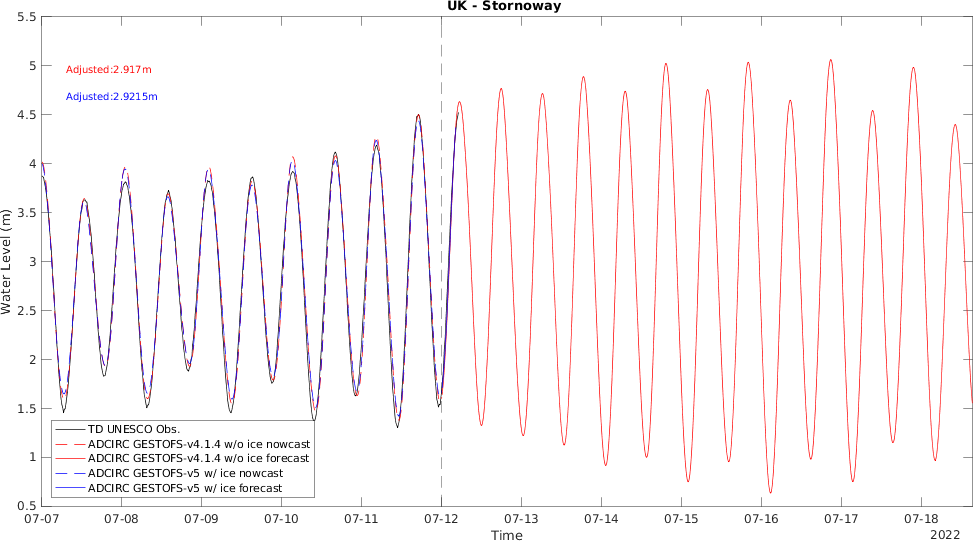 UK - Stornoway
5.5
5
4.5
4
3.5
3
2.5
2
1.5
1
0.5
Water Level (m)
Adjusted:2.917m
Adjusted:2.9215m
TD UNESCO Obs.
ADCIRC GESTOFS-v4.1.4 w/o ice nowcast
ADCIRC GESTOFS-v4.1.4 w/o ice forecast
ADCIRC GESTOFS-v5 w/ ice nowcast
ADCIRC GESTOFS-v5 w/ ice forecast
07-07 07-08 07-09 07-10 07-11 07-12 07-13 07-14 07-15 07-16 07-17 07-18
Time
2022